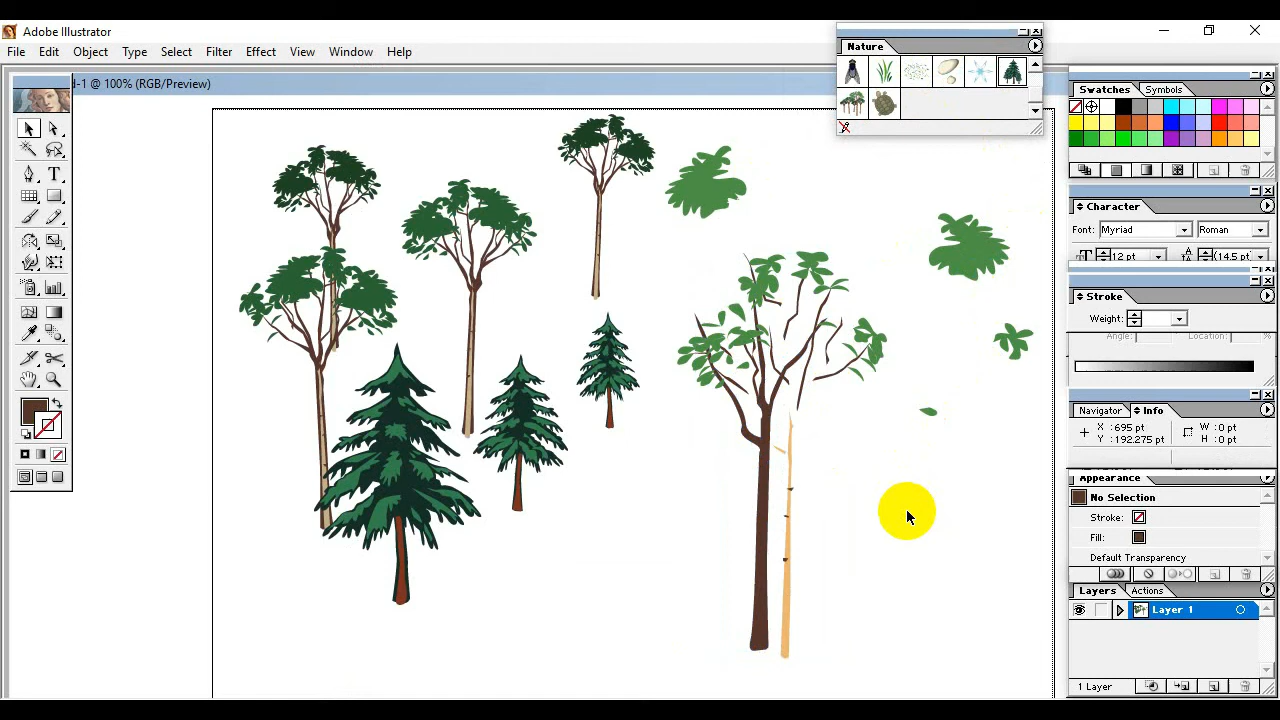 Adobe Illustrator
File Edit Object Type Select Filter Effect View Window Help
d-1 @ 100% (RGB/Preview)
Nature
Swatches Symbols
Character
Font: Myriad Roman
12 pt (14.5 pt
Stroke
Weight:
Angle: Location: %
Navigator Info
X : 695 pt
Y : 192.275 pt
W : 0 pt
H : 0 pt
Appearance
No Selection
Stroke:
Fill:
Default Transparency
Layers Actions
Layer 1
1 Layer